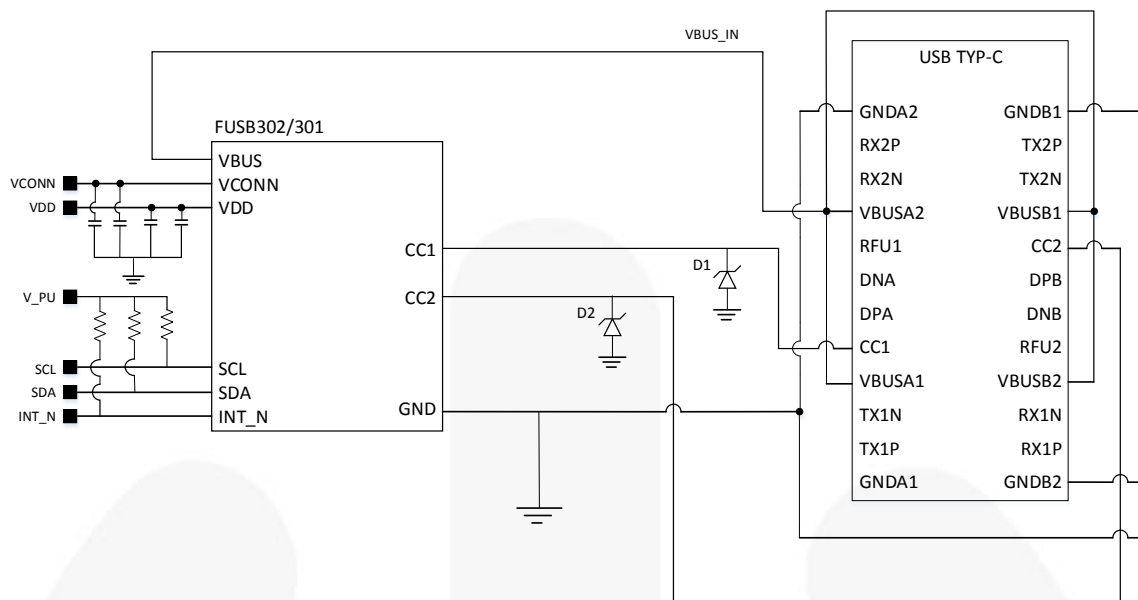 VBUS_IN
USB TYP-C
FUSB302/301
VBUS
VCONN
VDD
VCONN
VDD
CC1
CC2
V_PU
SCL
SDA
INT_N
SCL
SDA
INT_N
GND
D1
D2
GNDA2
RX2P
RX2N
VBUSA2
RFU1
DNA
DPA
CC1
VBUSA1
TX1N
TX1P
GNDA1
GNDB1
TX2P
TX2N
VBUSB1
CC2
DPB
DNB
RFU2
VBUSB2
RX1N
RX1P
GNDB2